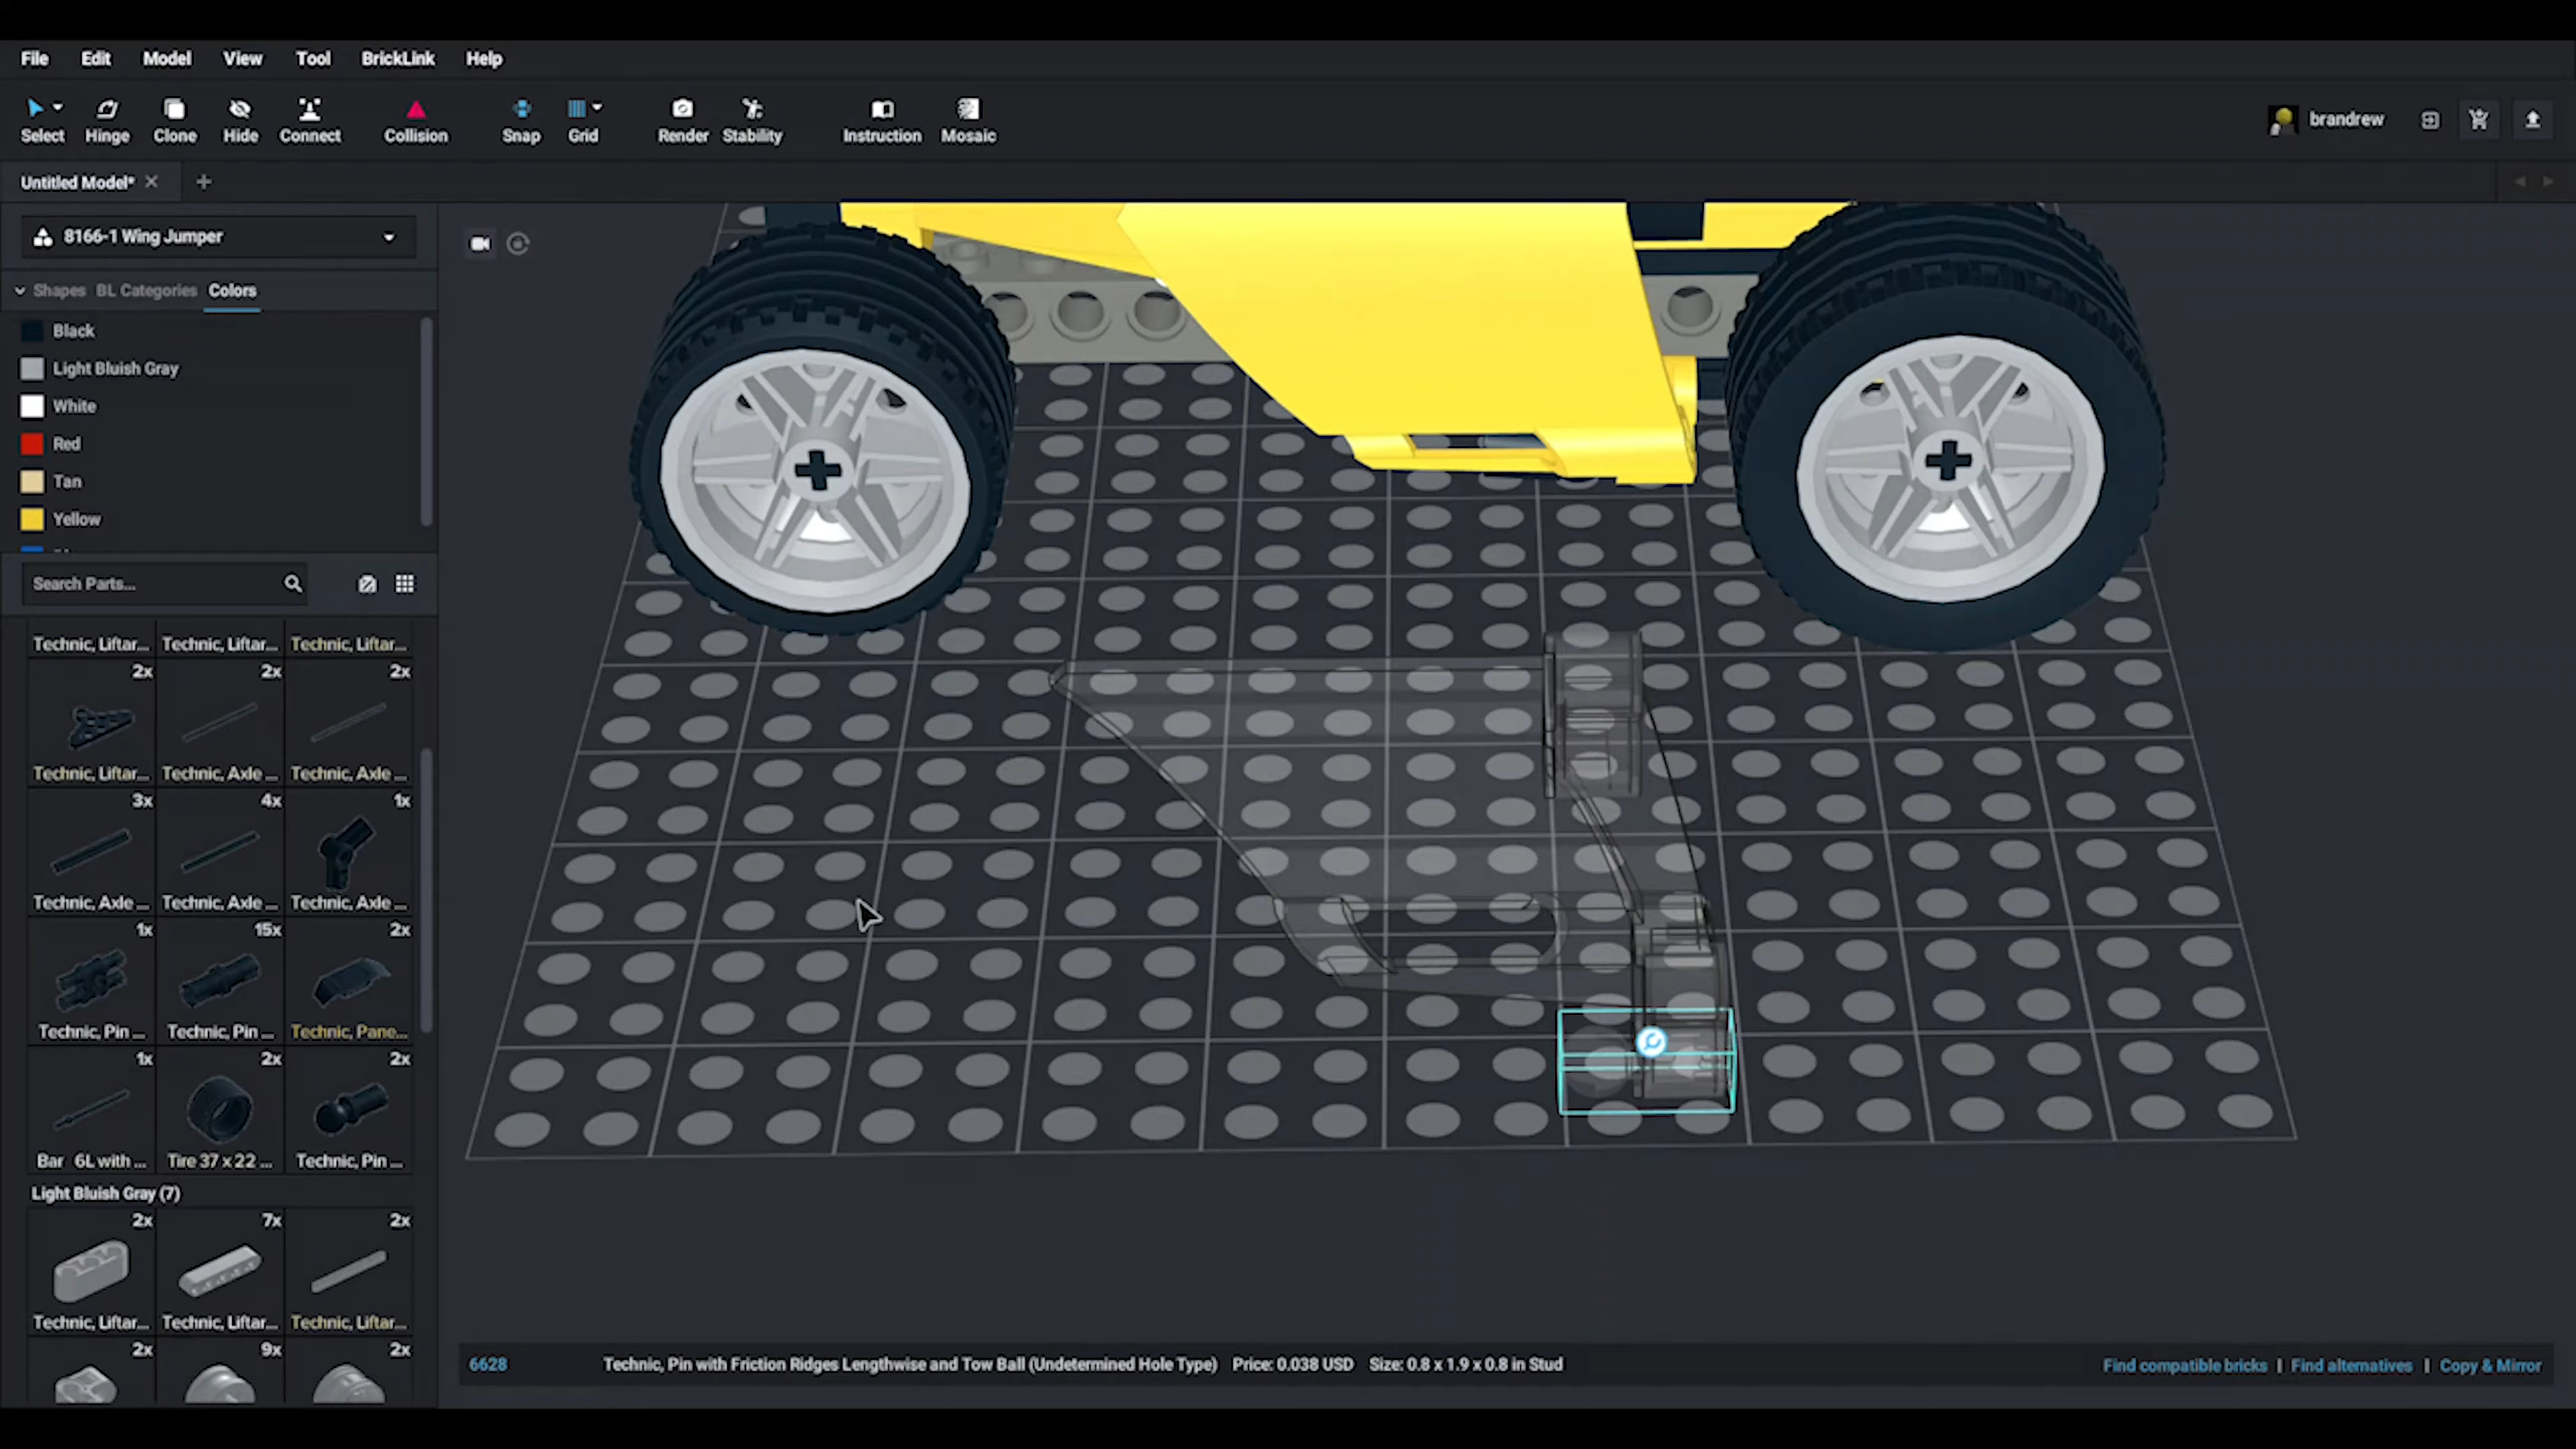 File Edit Model View Tool BrickLink Help
Select Hinge Clone Hide Connect Collision Snap Grid Render Stability Instruction Mosaic
brandrew
Untitled Model*
8166-1 Wing Jumper
Shapes BL Categories Colors
Black
Light Bluish Gray
White
Red
Tan
Yellow
Search Parts...
Technic, Liftar... Technic, Liftar... Technic, Liftar...
2x 2x 2x
Technic, Liftar... Technic, Axle ... Technic, Axle ...
3x 4x 1x
Technic, Axle ... Technic, Axle ... Technic, Axle ...
1x 15x 2x
Technic, Pin ... Technic, Pin ... Technic, Pane...
1x 2x 2x
Bar 6L with ... Tire 37 x 22 ... Technic, Pin ...
Light Bluish Gray (7)
2x 7x 2x
Technic, Liftar... Technic, Liftar... Technic, Liftar...
2x 9x 2x
6628 Technic, Pin with Friction Ridges Lengthwise and Tow Ball (Undetermined Hole Type) Price: 0.038 USD Size: 0.8 x 1.9 x 0.8 in Stud
Find compatible bricks | Find alternatives | Copy & Mirror